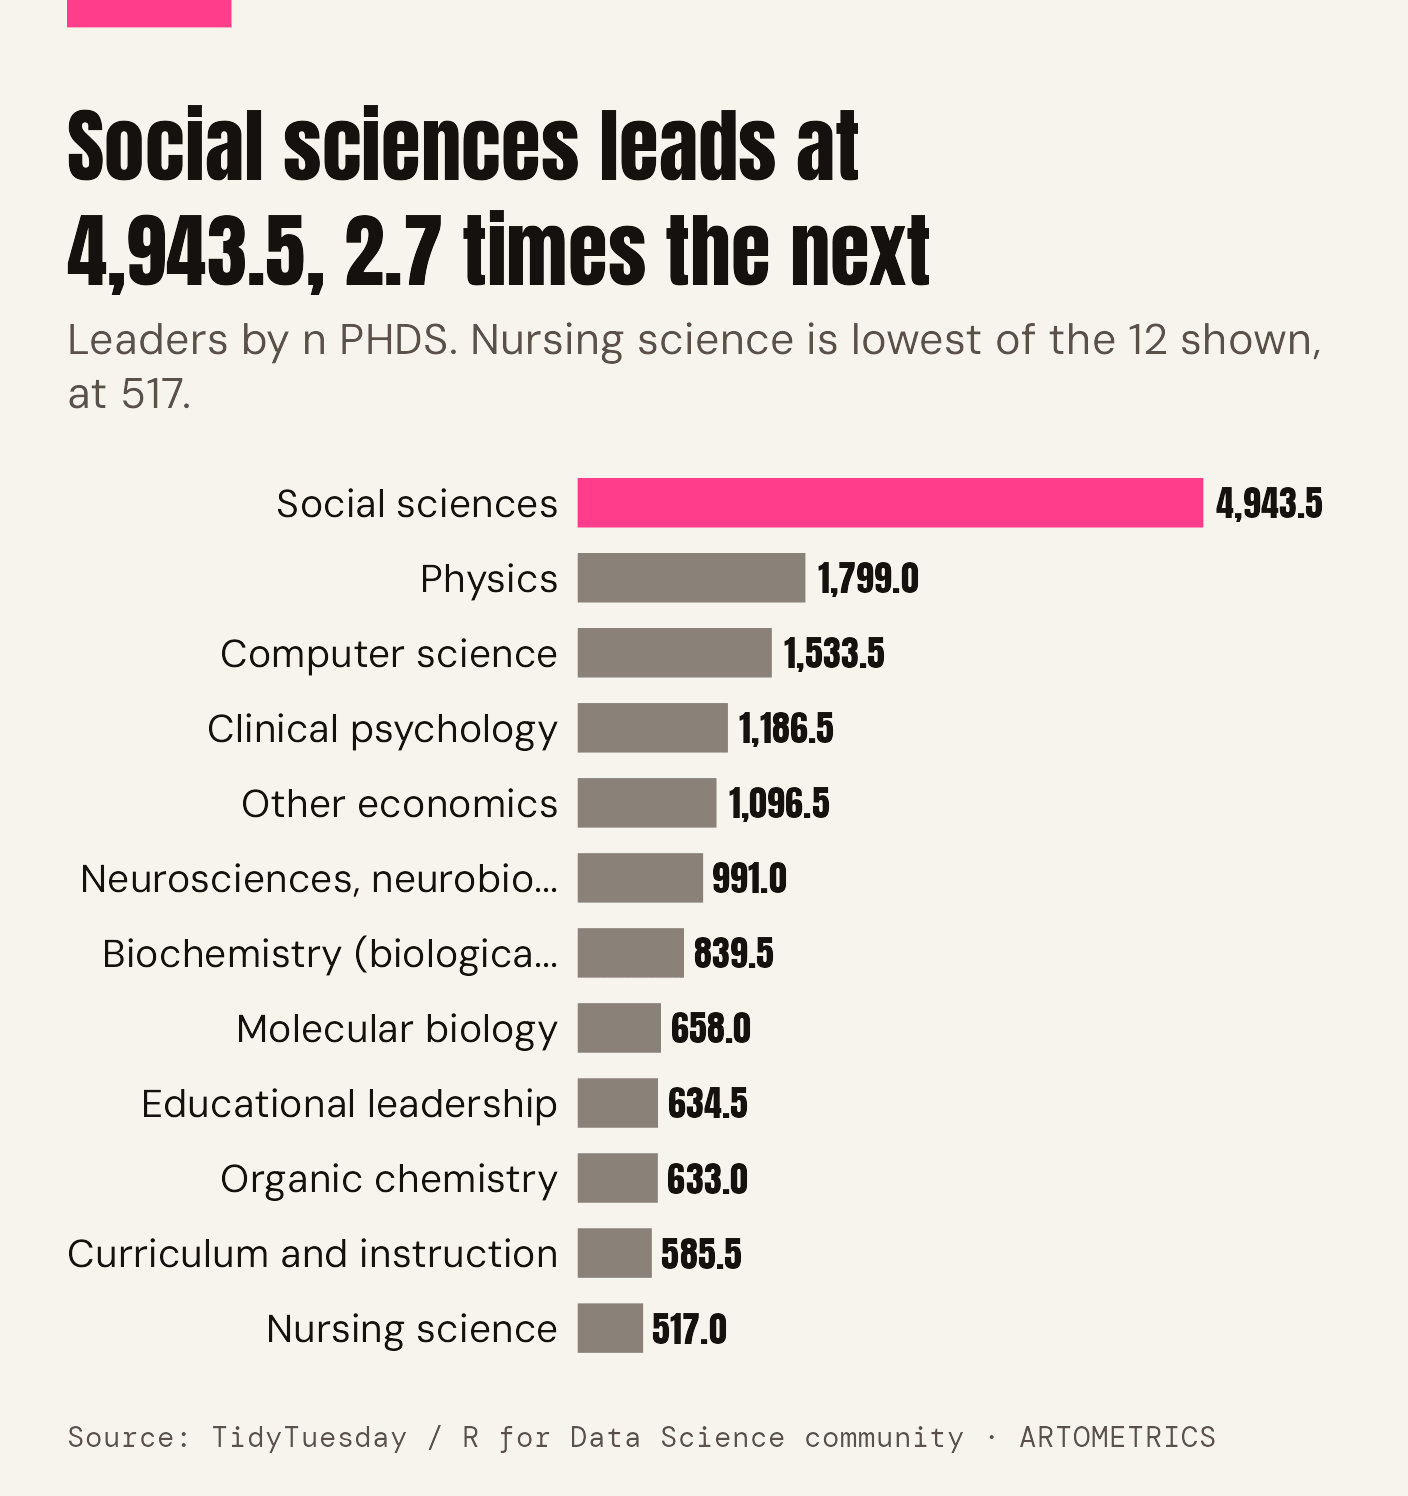 Social sciences leads at
4,943.5, 2.7 times the next
Leaders by n PHDS. Nursing science is lowest of the 12 shown,
at 517.
Social sciences 4,943.5
Physics 1,799.0
Computer science 1,533.5
Clinical psychology 1,186.5
Other economics 1,096.5
Neurosciences, neurobio... 991.0
Biochemistry (biologica... 839.5
Molecular biology 658.0
Educational leadership 634.5
Organic chemistry 633.0
Curriculum and instruction 585.5
Nursing science 517.0
Source: TidyTuesday / R for Data Science community · ARTOMETRICS